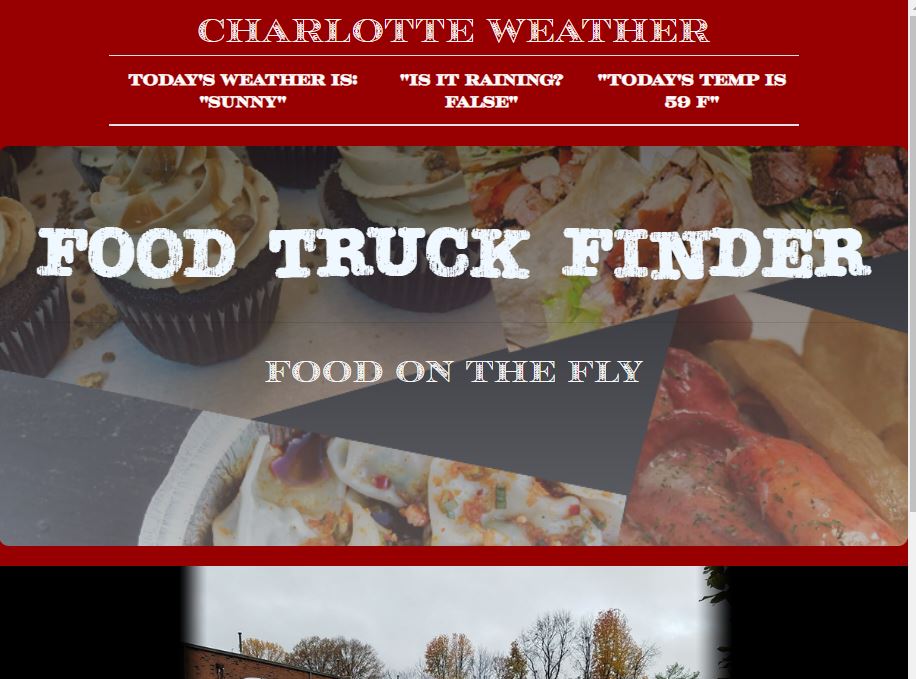 CHARLOTTE WEATHER
TODAY'S WEATHER IS:
"SUNNY"
"IS IT RAINING?
FALSE"
"TODAY'S TEMP IS
59 F"
FOOD TRUCK FINDER
FOOD ON THE FLY